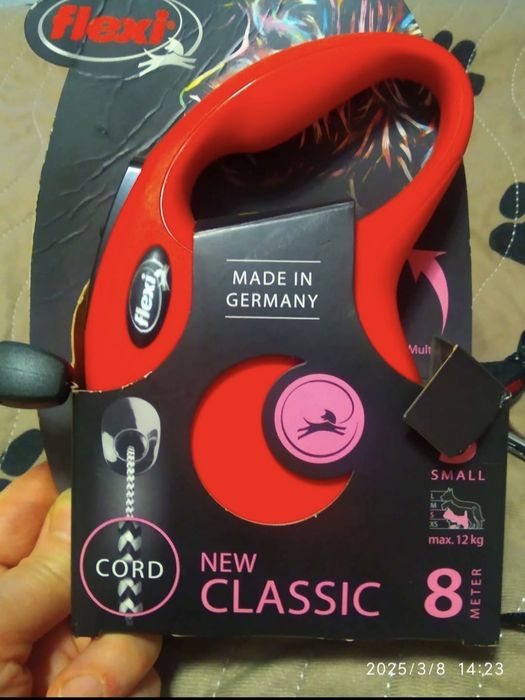 flexi
flexi
MADE IN
GERMANY
Mult
SMALL
L
M
S
XS
max. 12 kg
CORD
NEW
CLASSIC
8
METER
2025/3/8 14:23